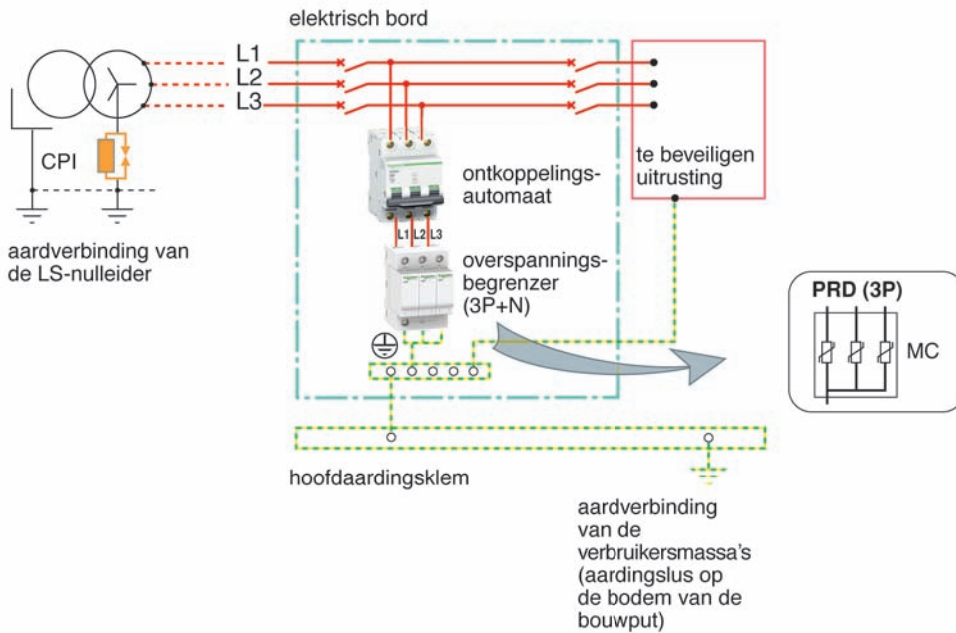 elektrisch bord
L1
L2
L3
CPI
aardverbinding van
de LS-nulleider
ontkoppelings-
automaat
L1 L2 L3
overspannings-
begrenzer
(3P+N)
te beveiligen
uitrusting
PRD (3P)
MC
hoofdaardingsklem
aardverbinding
van de
verbruikersmassa's
(aardingslus op
de bodem van de
bouwput)